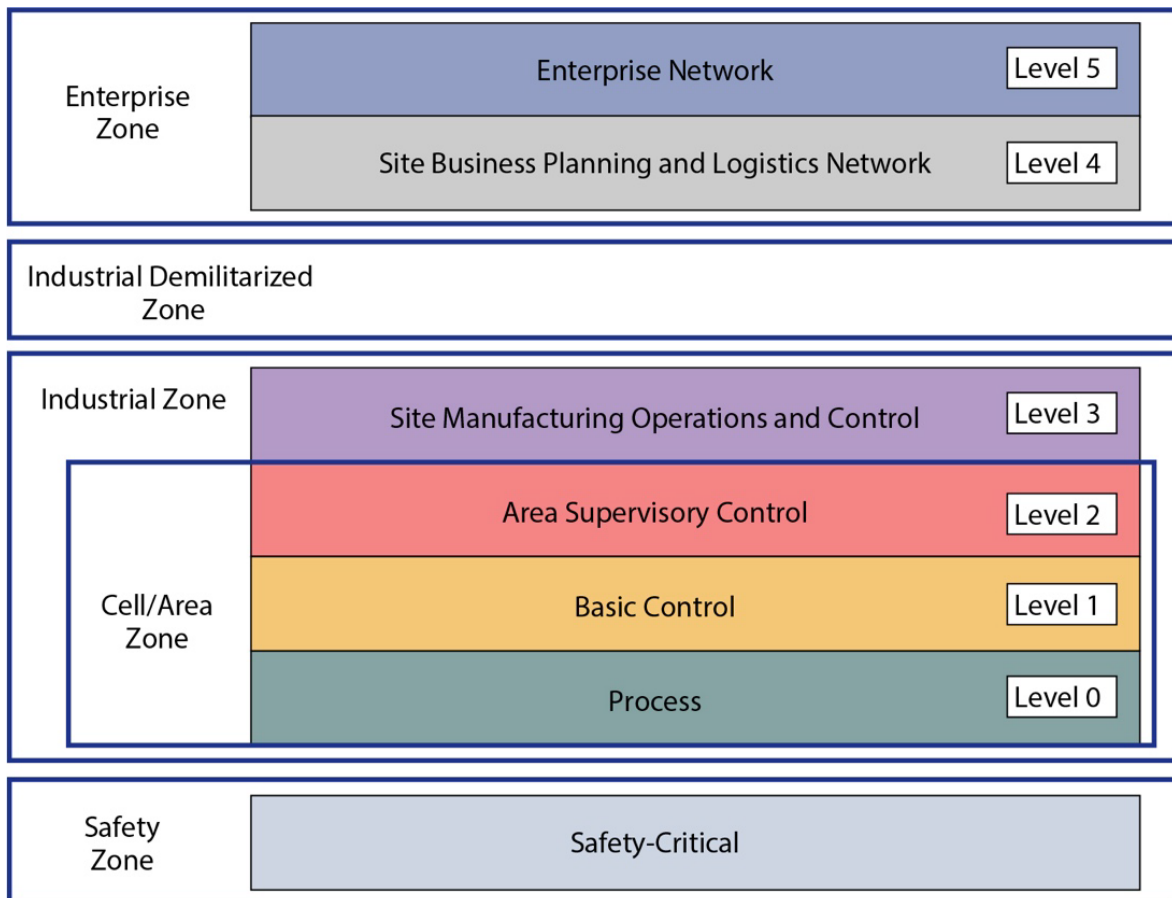 Enterprise
Zone
Enterprise Network
Level 5
Site Business Planning and Logistics Network
Level 4
Industrial Demilitarized
Zone
Industrial Zone
Site Manufacturing Operations and Control
Level 3
Cell/Area
Zone
Area Supervisory Control
Level 2
Basic Control
Level 1
Process
Level 0
Safety
Zone
Safety-Critical